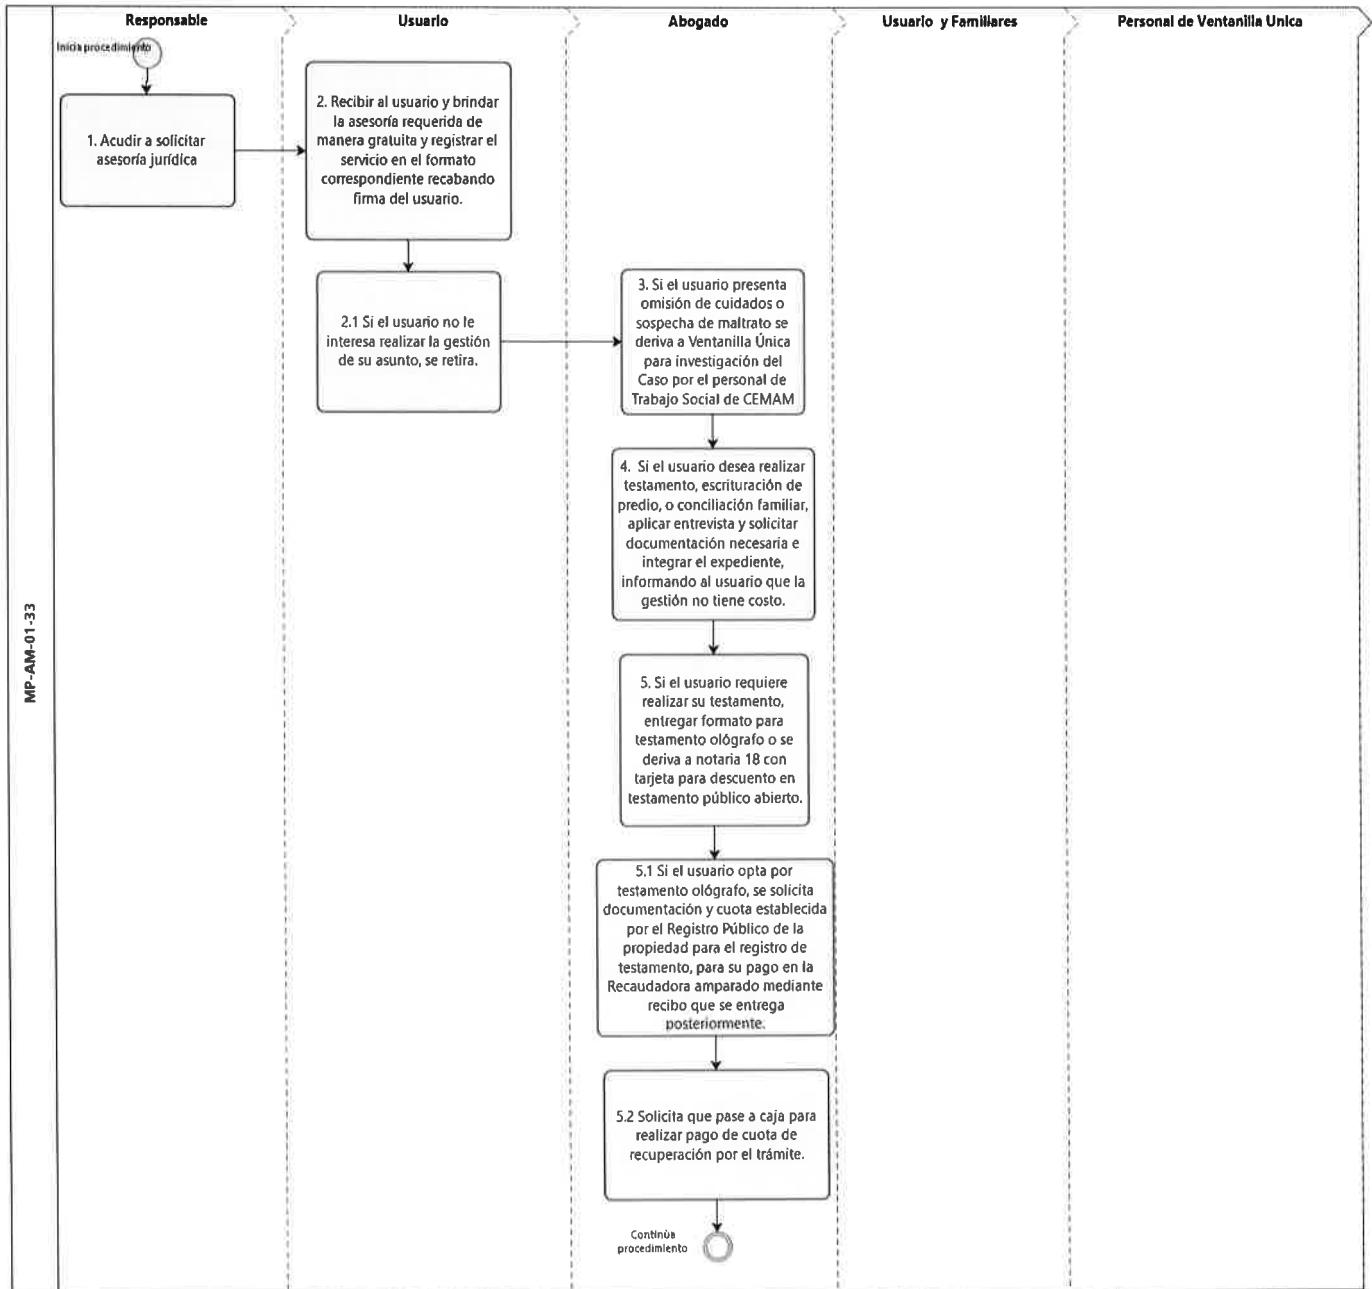 Responsable
Usuario
Abogado
Usuario y Familiares
Personal de Ventanilla Unica
MP-AM-01-33
Inicia procedimiento
1. Acudir a solicitar
asesoría jurídica
2. Recibir al usuario y brindar
la asesoría requerida de
manera gratuita y registrar el
servicio en el formato
correspondiente recabando
firma del usuario.
2.1 Si el usuario no le
interesa realizar la gestión
de su asunto, se retira.
3. Si el usuario presenta
omisión de cuidados o
sospecha de maltrato se
deriva a Ventanilla Única
para investigación del
Caso por el personal de
Trabajo Social de CEMAM
4. Si el usuario desea realizar
testamento, escrituración de
predio, o conciliación familiar,
aplicar entrevista y solicitar
documentación necesaria e
integrar el expediente,
informando al usuario que la
gestión no tiene costo.
5. Si el usuario requiere
realizar su testamento,
entregar formato para
testamento ológrafo o se
deriva a notaria 18 con
tarjeta para descuento en
testamento público abierto.
5.1 Si el usuario opta por
testamento ológrafo, se solicita
documentación y cuota establecida
por el Registro Público de la
propiedad para el registro de
testamento, para su pago en la
Recaudadora amparado mediante
recibo que se entrega
posteriormente.
5.2 Solicita que pase a caja para
realizar pago de cuota de
recuperación por el trámite.
Continúa
procedimiento